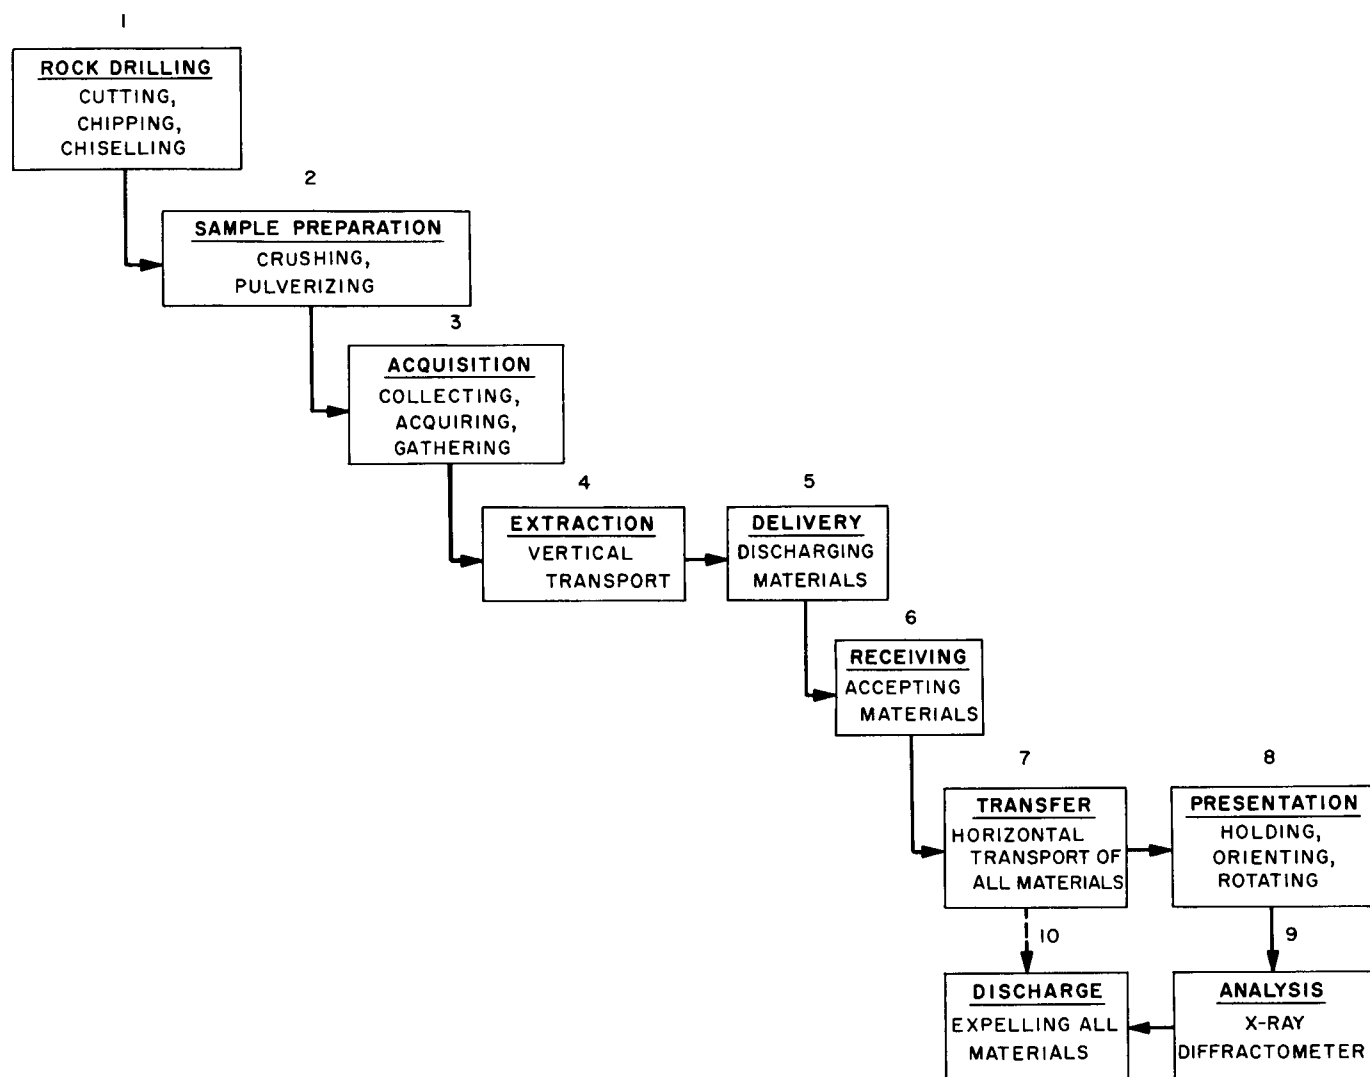 1
ROCK DRILLING
CUTTING,
CHIPPING,
CHISELLING
2
SAMPLE PREPARATION
CRUSHING,
PULVERIZING
3
ACQUISITION
COLLECTING,
ACQUIRING,
GATHERING
4
EXTRACTION
VERTICAL
TRANSPORT
5
DELIVERY
DISCHARGING
MATERIALS
6
RECEIVING
ACCEPTING
MATERIALS
7
TRANSFER
HORIZONTAL
TRANSPORT OF
ALL MATERIALS
8
PRESENTATION
HOLDING,
ORIENTING,
ROTATING
9
ANALYSIS
X-RAY
DIFFRACTOMETER
10
DISCHARGE
EXPELLING ALL
MATERIALS